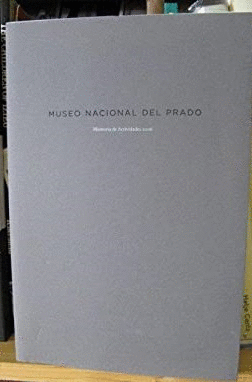 MUSEO NACIONAL DEL PRADO
Memoria de Actividades